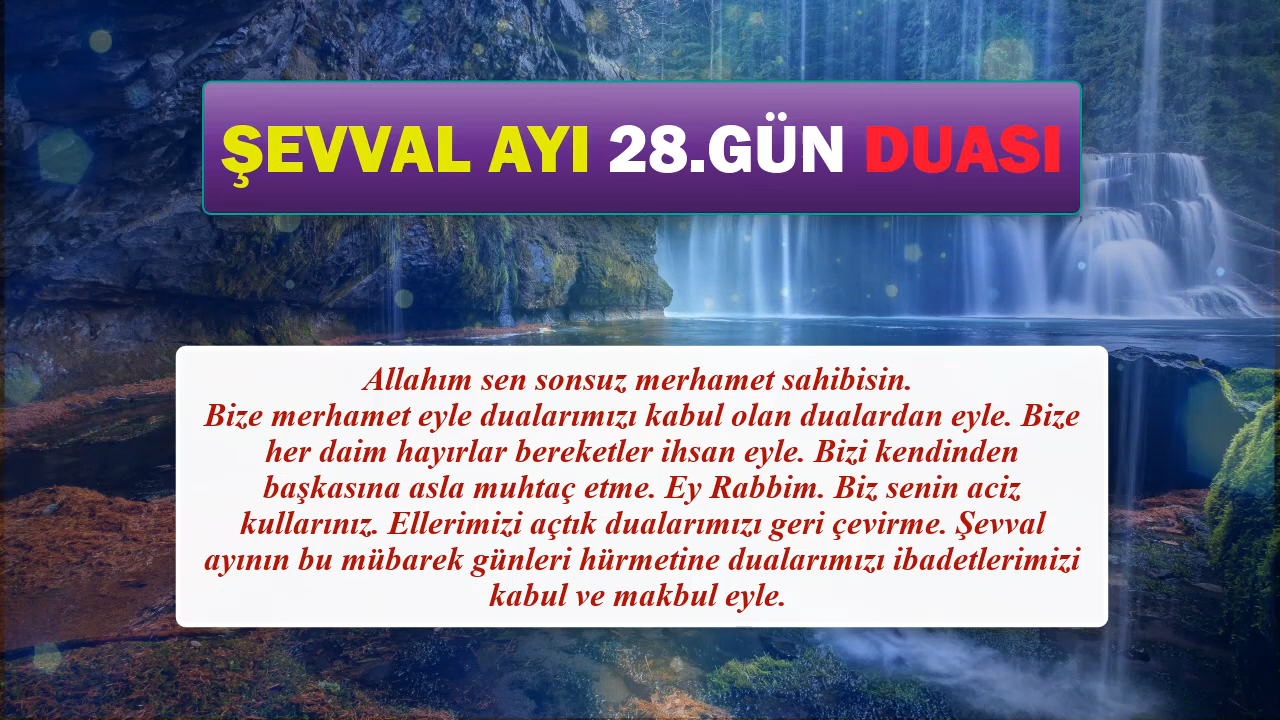 ŞEVVAL AYI 28.GÜN DUASI
Allahım sen sonsuz merhamet sahibisin.
Bize merhamet eyle dualarımızı kabul olan dualardan eyle. Bize
her daim hayırlar bereketler ihsan eyle. Bizi kendinden
başkasına asla muhtaç etme. Ey Rabbim. Biz senin aciz
kullarınız. Ellerimizi açtık dualarımızı geri çevirme. Şevval
ayının bu mübarek günleri hürmetine dualarımızı ibadetlerimizi
kabul ve makbul eyle.